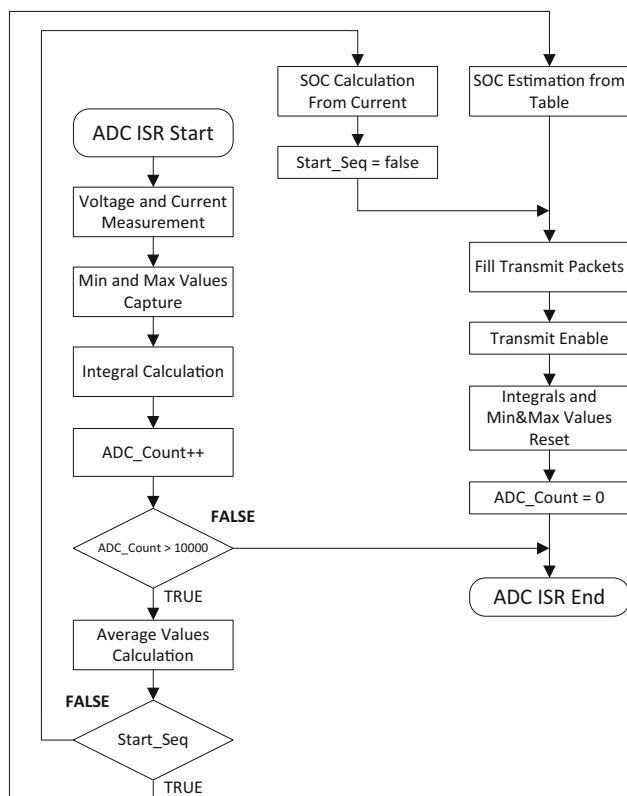 ADC ISR Start
Voltage and Current
Measurement
Min and Max Values
Capture
Integral Calculation
ADC_Count++
FALSE
ADC_Count > 10000
TRUE
Average Values
Calculation
FALSE
Start_Seq
TRUE
SOC Calculation
From Current
Start_Seq = false
SOC Estimation from
Table
Fill Transmit Packets
Transmit Enable
Integrals and
Min&Max Values
Reset
ADC_Count = 0
ADC ISR End